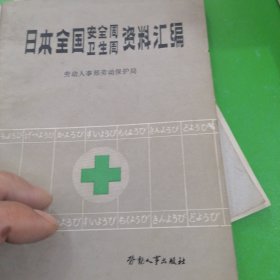 日本全国安全周卫生周资料汇编
劳动人事部劳动保护局
ちようび げつようび かようび すいようび もくようび きんようび どようび
ようび すいようび もくようび きんようび どようび
劳动人事出版社